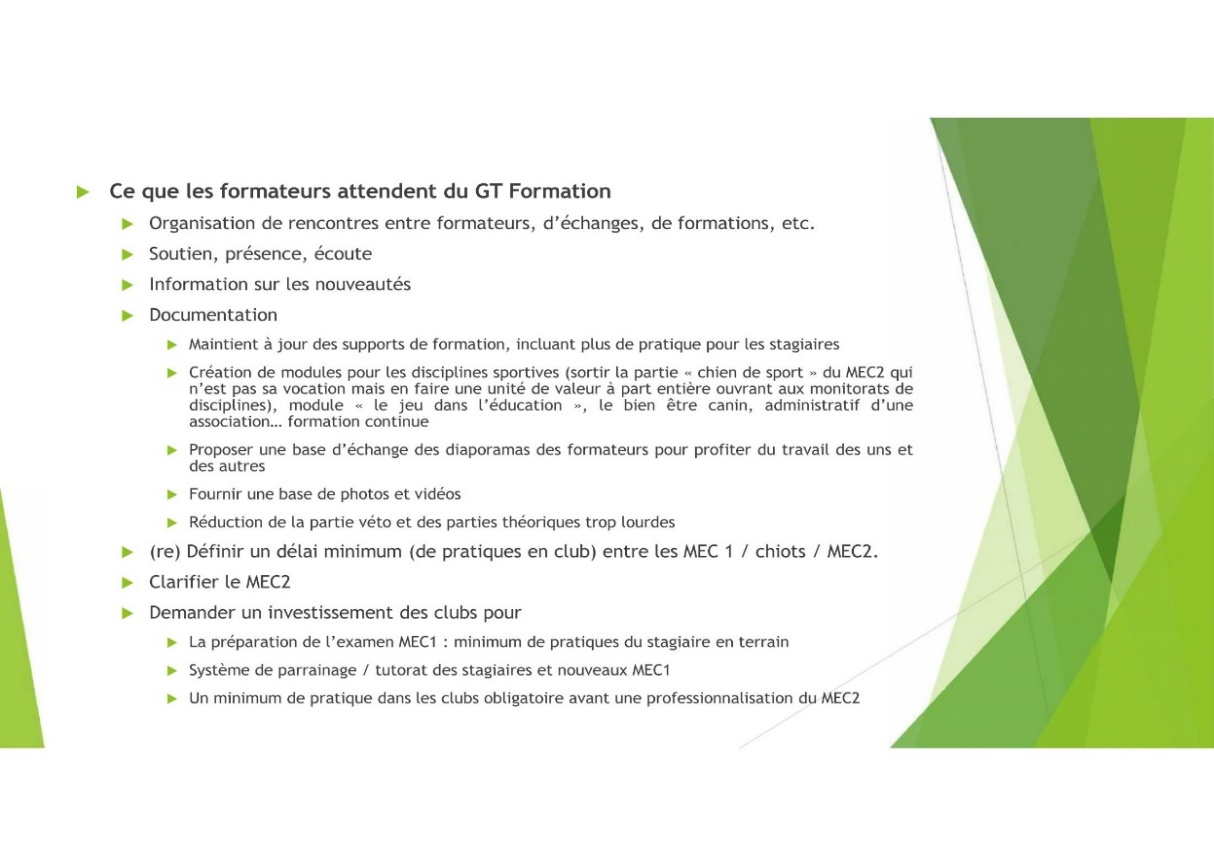 Ce que les formateurs attendent du GT Formation
Organisation de rencontres entre formateurs, d’échanges, de formations, etc.
Soutien, présence, écoute
Information sur les nouveautés
Documentation
Maintient à jour des supports de formation, incluant plus de pratique pour les stagiaires
Création de modules pour les disciplines sportives (sortir la partie « chien de sport » du MEC2 qui
n’est pas sa vocation mais en faire une unité de valeur à part entière ouvrant aux monitorats de
disciplines), module « le jeu dans l’éducation », le bien être canin, administratif d’une
association… formation continue
Proposer une base d’échange des diaporamas des formateurs pour profiter du travail des uns et
des autres
Fournir une base de photos et vidéos
Réduction de la partie véto et des parties théoriques trop lourdes
(re) Définir un délai minimum (de pratiques en club) entre les MEC 1 / chiots / MEC2.
Clarifier le MEC2
Demander un investissement des clubs pour
La préparation de l’examen MEC1 : minimum de pratiques du stagiaire en terrain
Système de parrainage / tutorat des stagiaires et nouveaux MEC1
Un minimum de pratique dans les clubs obligatoire avant une professionnalisation du MEC2